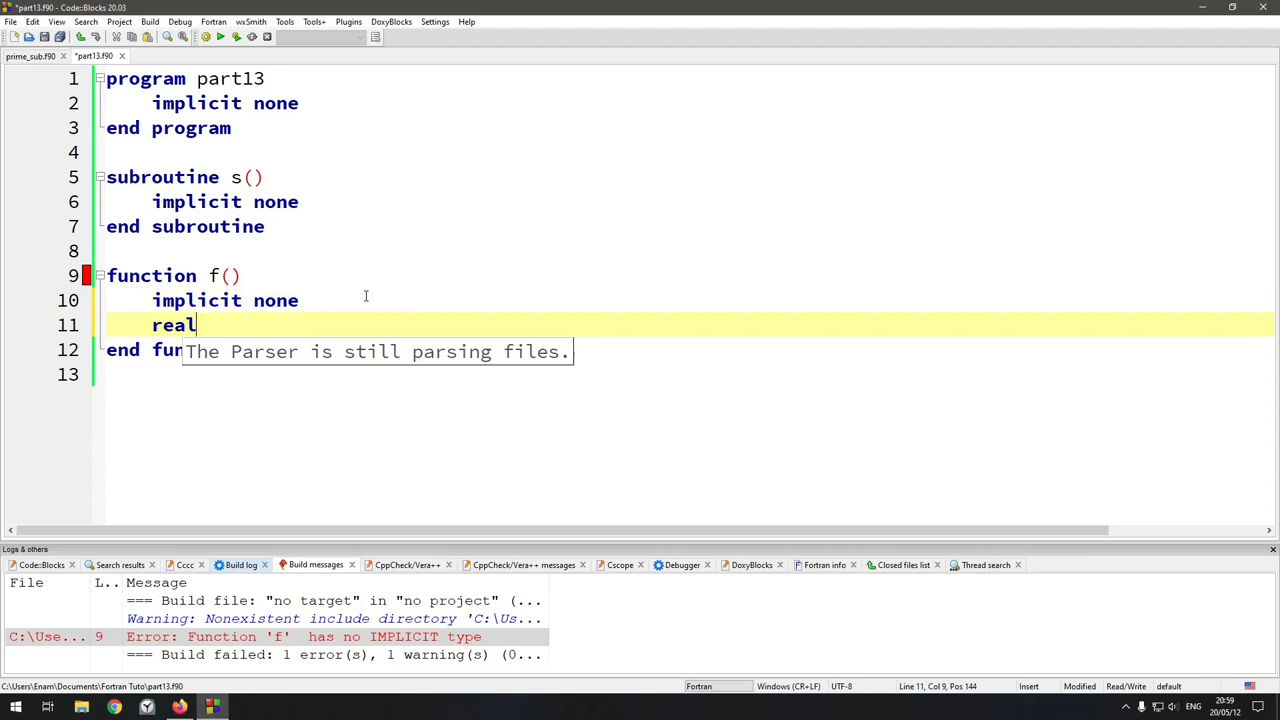 *part13.f90 - Code::Blocks 20.03
File Edit View Search Project Build Debug Fortran wxSmith Tools Tools+ Plugins DoxyBlocks Settings Help
prime_sub.f90 *part13.f90
1 program part13
2 implicit none
3 end program
4
5 subroutine s()
6 implicit none
7 end subroutine
8
9 function f()
10 implicit none
11 real
12 end fun
The Parser is still parsing files.
13
Logs & others
Code::Blocks Search results Cccc Build log Build messages CppCheck/Vera++ CppCheck/Vera++ messages Cscope Debugger DoxyBlocks Fortran info Closed files list Thread search
File L.. Message
=== Build file: "no target" in "no project" (...
Warning: Nonexistent include directory 'C:\Us...
C:\Use... 9 Error: Function 'f' has no IMPLICIT type
=== Build failed: 1 error(s), 1 warning(s) (0...
C:\Users\Enam\Documents\Fortran Tuto\part13.f90 Fortran Windows (CR+LF) UTF-8 Line 11, Col 9, Pos 144 Insert Modified Read/Write default
ENG
20:59
20/05/12